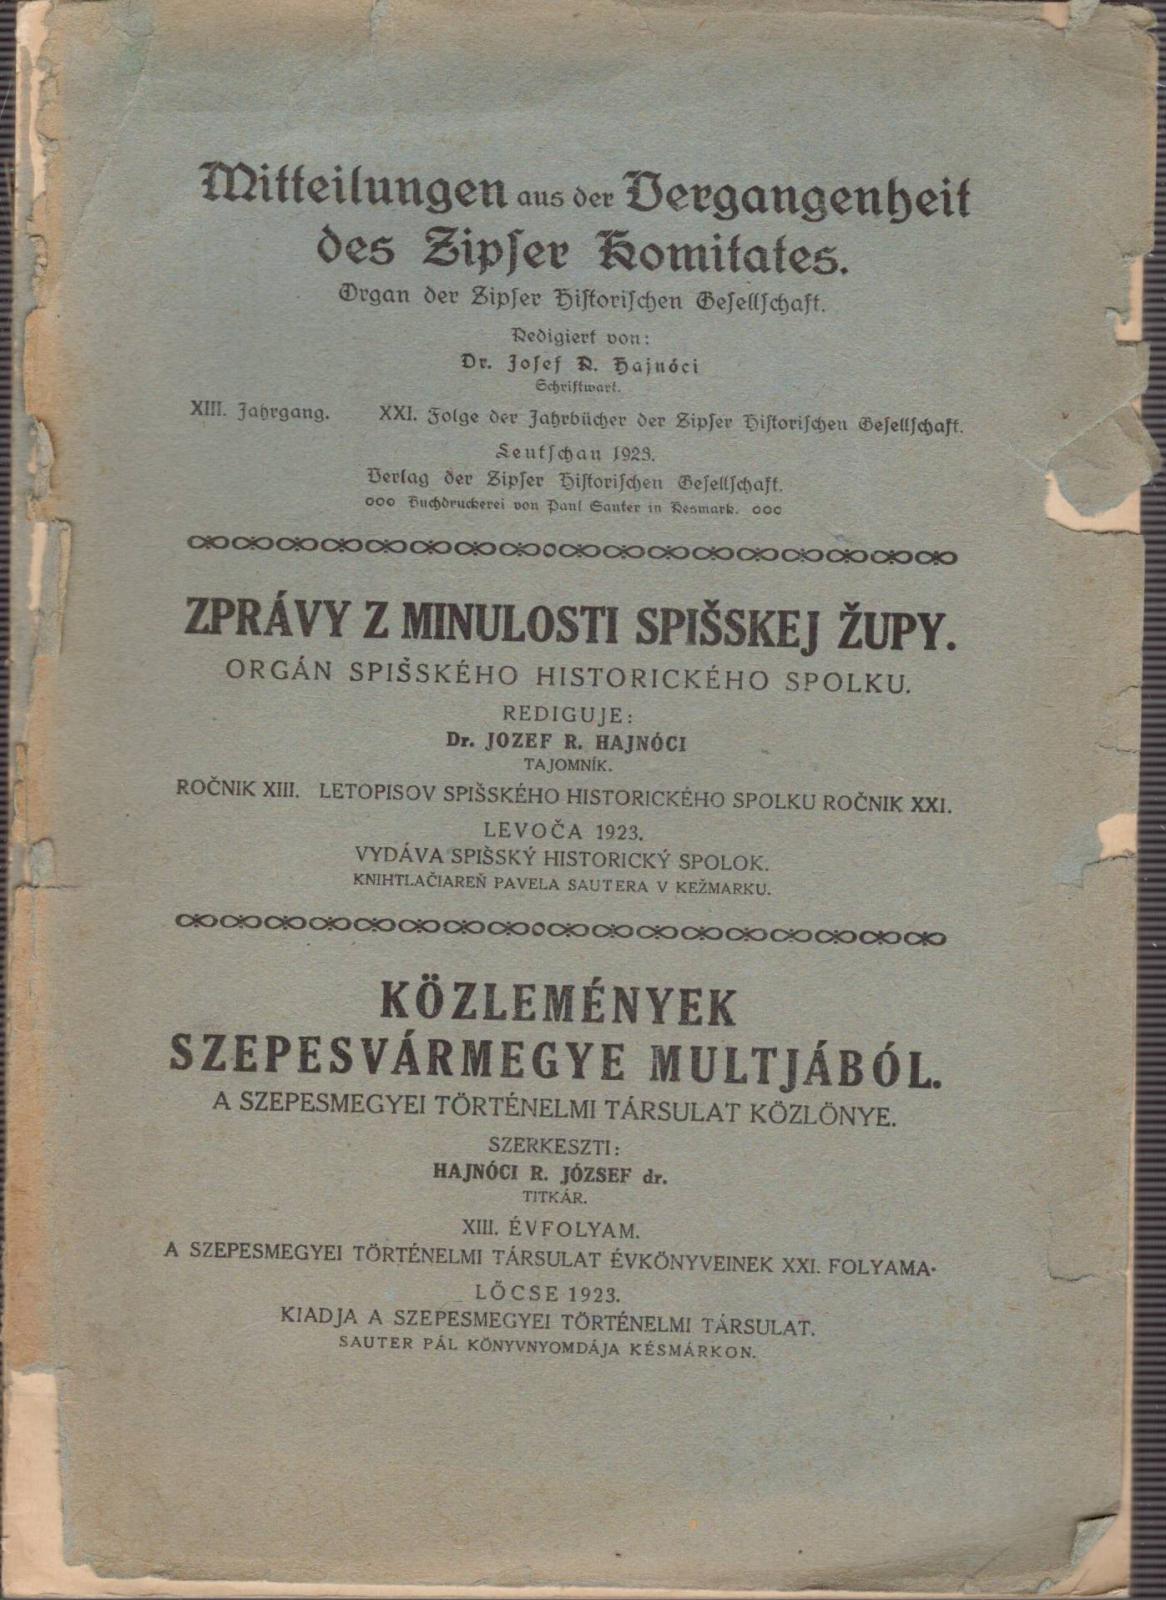 Mitteilungen aus der Vergangenheit
des Zipser Komitates.
Organ der Zipser Historischen Gesellschaft.
Redigiert von:
Dr. Josef R. Hajnóci
Schriftwart.
XIII. Jahrgang. XXI. Folge der Jahrbücher der Zipser Historischen Gesellschaft.
Leutschau 1923.
Verlag der Zipser Historischen Gesellschaft.
ooo Buchdruckerei von Paul Sauter in Kesmark. ooo
ZPRÁVY Z MINULOSTI SPIŠSKEJ ŽUPY.
ORGÁN SPIŠSKÉHO HISTORICKÉHO SPOLKU.
REDIGUJE:
Dr. JOZEF R. HAJNÓCI
TAJOMNÍK.
ROČNIK XIII. LETOPISOV SPIŠSKÉHO HISTORICKÉHO SPOLKU ROČNIK XXI.
LEVOČA 1923.
VYDÁVA SPIŠSKÝ HISTORICKÝ SPOLOK.
KNIHTLAČIAREŇ PAVELA SAUTERA V KEŽMARKU.
KÖZLEMÉNYEK
SZEPESVÁRMEGYE MULTJÁBÓL.
A SZEPESMEGYEI TÖRTÉNELMI TÁRSULAT KÖZLÖNYE.
SZERKESZTI:
HAJNÓCI R. JÓZSEF dr.
TITKÁR.
XIII. ÉVFOLYAM.
A SZEPESMEGYEI TÖRTÉNELMI TÁRSULAT ÉVKÖNYVEINEK XXI. FOLYAMA.
LŐCSE 1923.
KIADJA A SZEPESMEGYEI TÖRTÉNELMI TÁRSULAT.
SAUTER PÁL KÖNYVNYOMDÁJA KÉSMÁRKON.